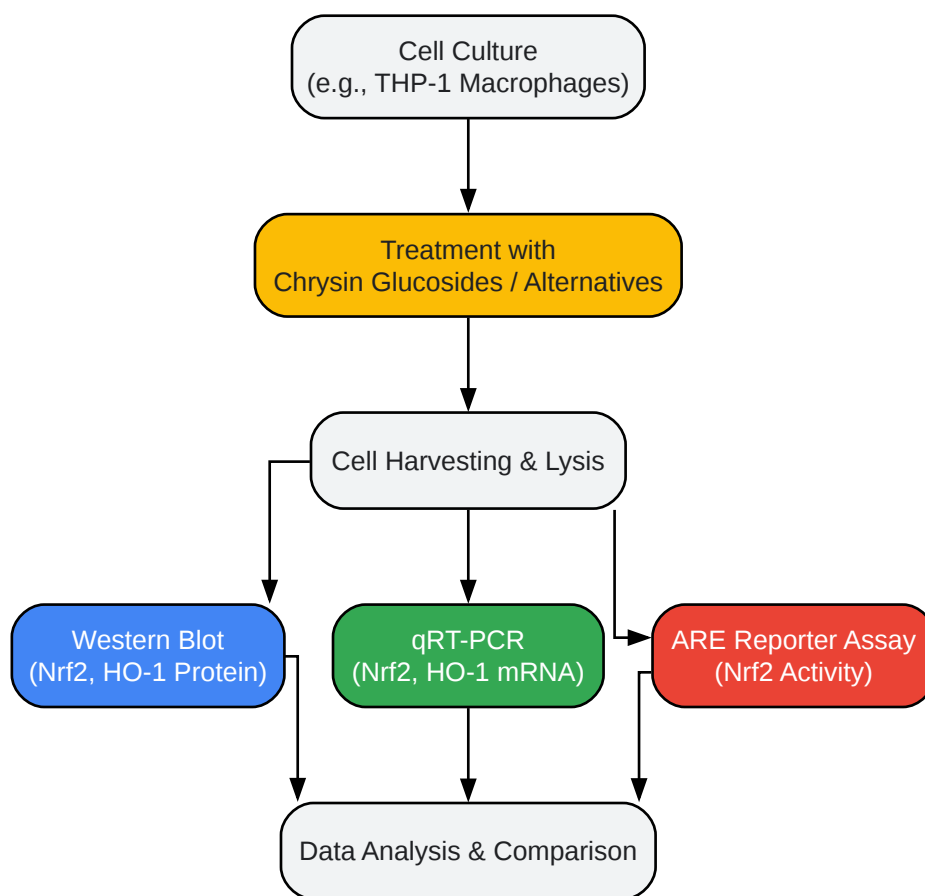 Cell Culture
(e.g., THP-1 Macrophages)
Treatment with
Chrysin Glucosides / Alternatives
Cell Harvesting & Lysis
Western Blot
(Nrf2, HO-1 Protein)
qRT-PCR
(Nrf2, HO-1 mRNA)
ARE Reporter Assay
(Nrf2 Activity)
Data Analysis & Comparison